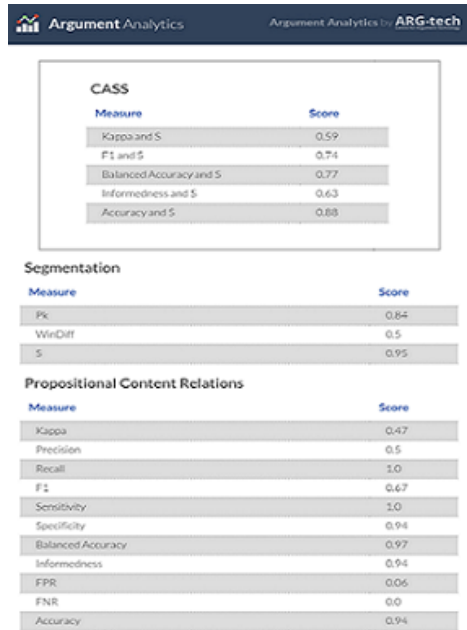 Argument Analytics Argument Analytics by ARG-tech
CASS
Measure Score
Kappa and S 0.59
F1 and S 0.74
Balanced Accuracy and S 0.77
Informedness and S 0.63
Accuracy and S 0.88
Segmentation
Measure Score
Pk 0.84
WinDiff 0.5
S 0.95
Propositional Content Relations
Measure Score
Kappa 0.47
Precision 0.5
Recall 1.0
F1 0.67
Sensitivity 1.0
Specificity 0.94
Balanced Accuracy 0.97
Informedness 0.94
FPR 0.06
FNR 0.0
Accuracy 0.94